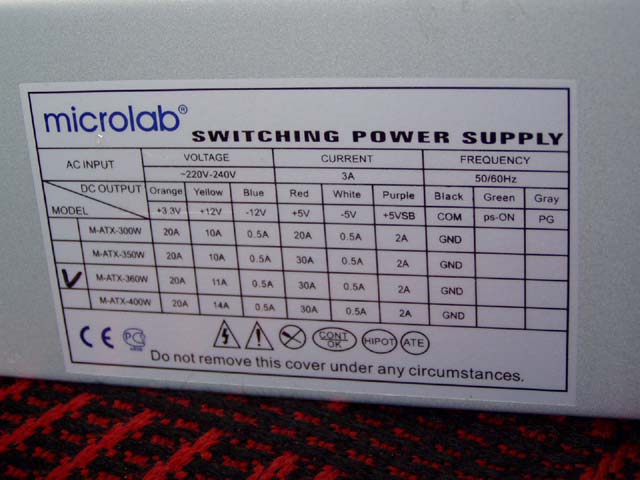 microlab®
SWITCHING POWER SUPPLY
AC INPUT VOLTAGE CURRENT FREQUENCY
~220V-240V 3A 50/60Hz
DC OUTPUT Orange Yellow Blue Red White Purple Black Green Gray
MODEL +3.3V +12V -12V +5V -5V +5VSB COM ps-ON PG
M-ATX-300W 20A 10A 0.5A 20A 0.5A 2A GND
M-ATX-350W 20A 10A 0.5A 30A 0.5A 2A GND
M-ATX-360W 20A 11A 0.5A 30A 0.5A 2A GND
M-ATX-400W 20A 14A 0.5A 30A 0.5A 2A GND
CE CONT OK HIPOT ATE
Do not remove this cover under any circumstances.